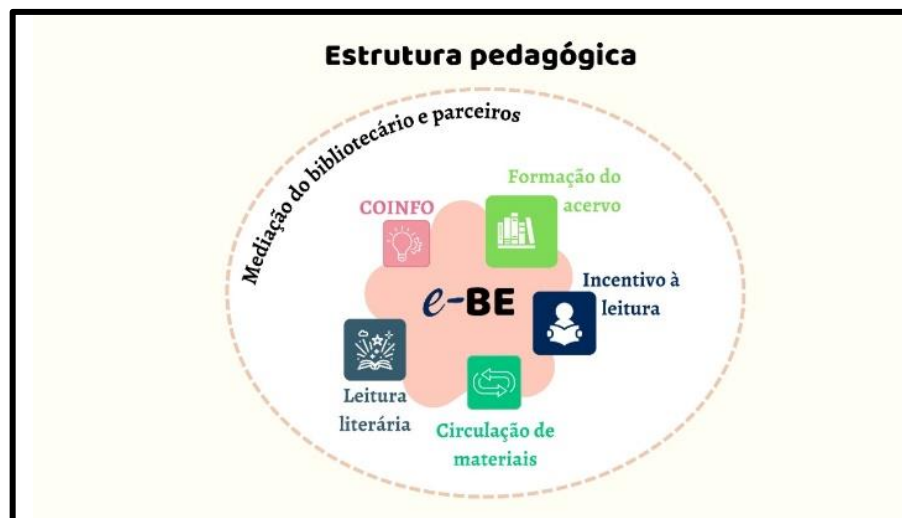 Estrutura pedagógica
Mediação do bibliotecário e parceiros
Formação do
acervo
COINFO
Incentivo à
leitura
e-BE
Leitura
literária
Circulação de
materiais